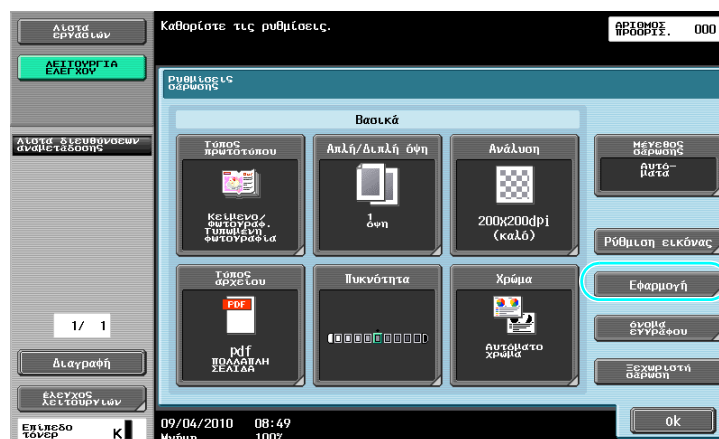 Λίστα
εργασιών
Καθορίστε τις ρυθμίσεις.
ΑΡΙΘΜΟΣ
ΠΡΟΟΡΙΣ.
000
ΛΕΙΤΟΥΡΓΙΑ
ΕΛΕΓΧΟΥ
Ρυθμίσεις
σάρωσης
Βασικά
Λίστα διευθύνσεων
αναμετάδοσης
Τύπος
πρωτοτύπου
Απλή/Διπλή όψη
Ανάλυση
Μέγεθος
σάρωσης
Αυτό-
ματα
Κείμενο/
φωτογραφ.
Τυπωμένη
φωτογραφία
1
όψη
200X200dpi
(καλό)
Ρύθμιση εικόνας
Τύπος
αρχείου
Πυκνότητα
Χρώμα
Εφαρμογή
PDF
pdf
ΠΟΛΛΑΠΛΗ
ΣΕΛΙΔΑ
Αυτόματο
χρώμα
όνομα
εγγράφου
1/ 1
Διαγραφή
Ξεχωριστή
σάρωση
έλεγχος
λειτουργιών
ok
Επίπεδο
τόνερ
K
09/04/2010 08:49
Μνήμη 100%